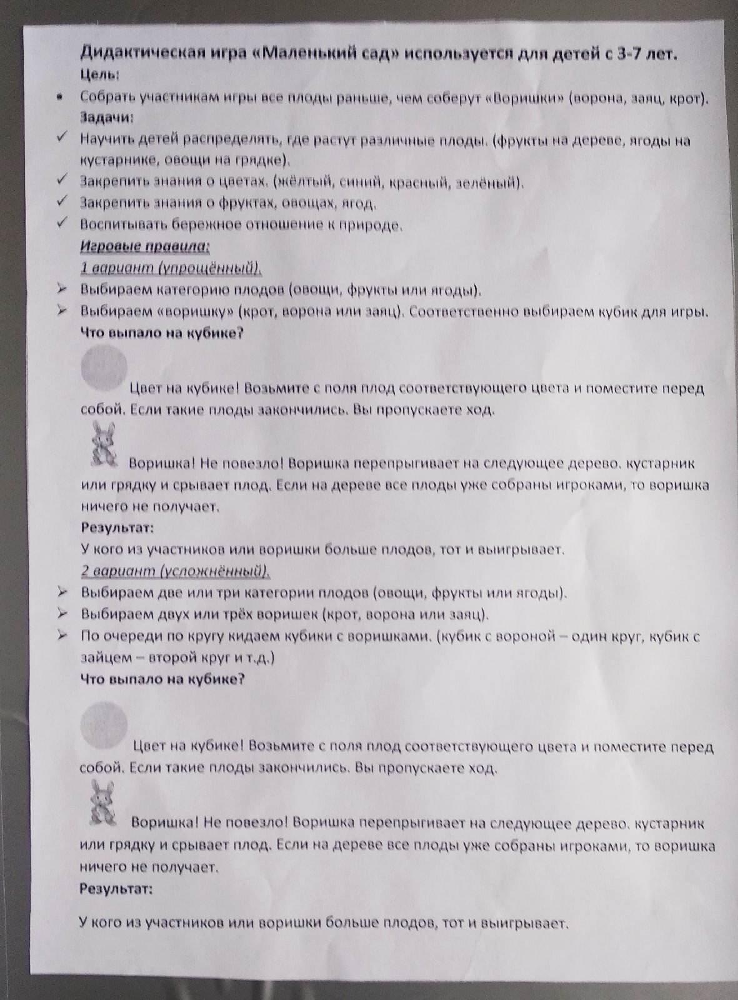 Дидактическая игра «Маленький сад» используется для детей с 3-7 лет.
Цель:
• Собрать участникам игры все плоды раньше, чем соберут «Воришки» (ворона, заяц, крот).
Задачи:
✓ Научить детей распределять, где растут различные плоды. (фрукты на дереве, ягоды на
кустарнике, овощи на грядке).
✓ Закрепить знания о цветах. (жёлтый, синий, красный, зелёный).
✓ Закрепить знания о фруктах, овощах, ягод.
✓ Воспитывать бережное отношение к природе.
Игровые правила:
1 вариант (упрощённый).
➢ Выбираем категорию плодов (овощи, фрукты или ягоды).
➢ Выбираем «воришку» (крот, ворона или заяц). Соответственно выбираем кубик для игры.
Что выпало на кубике?
Цвет на кубике! Возьмите с поля плод соответствующего цвета и поместите перед
собой. Если такие плоды закончились. Вы пропускаете ход.
Воришка! Не повезло! Воришка перепрыгивает на следующее дерево. кустарник
или грядку и срывает плод. Если на дереве все плоды уже собраны игроками, то воришка
ничего не получает.
Результат:
У кого из участников или воришки больше плодов, тот и выигрывает.
2 вариант (усложнённый).
➢ Выбираем две или три категории плодов (овощи, фрукты или ягоды).
➢ Выбираем двух или трёх воришек (крот, ворона или заяц).
➢ По очереди по кругу кидаем кубики с воришками. (кубик с вороной – один круг, кубик с
зайцем – второй круг и т.д.)
Что выпало на кубике?
Цвет на кубике! Возьмите с поля плод соответствующего цвета и поместите перед
собой. Если такие плоды закончились. Вы пропускаете ход.
Воришка! Не повезло! Воришка перепрыгивает на следующее дерево. кустарник
или грядку и срывает плод. Если на дереве все плоды уже собраны игроками, то воришка
ничего не получает.
Результат:
У кого из участников или воришки больше плодов, тот и выигрывает.